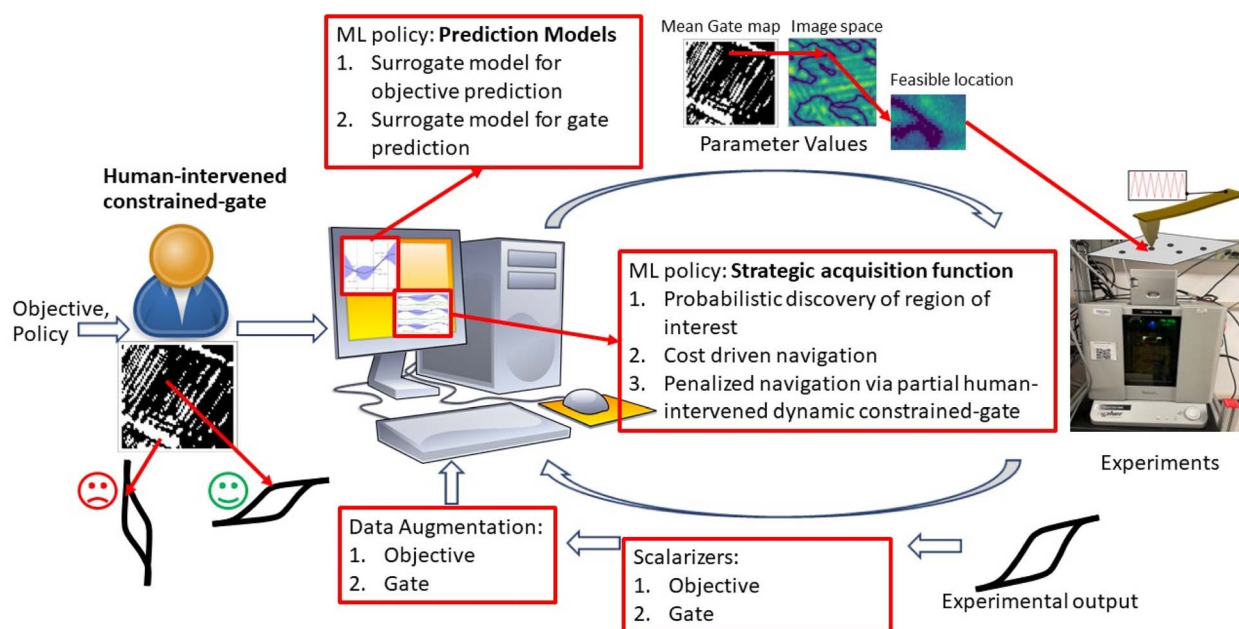 ML policy: Prediction Models
1. Surrogate model for
objective prediction
2. Surrogate model for gate
prediction
Mean Gate map
Image space
Feasible location
Parameter Values
Human-intervened
constrained-gate
Objective,
Policy
ML policy: Strategic acquisition function
1. Probabilistic discovery of region of
interest
2. Cost driven navigation
3. Penalized navigation via partial human-
intervened dynamic constrained-gate
Experiments
Data Augmentation:
1. Objective
2. Gate
Scalarizers:
1. Objective
2. Gate
Experimental output